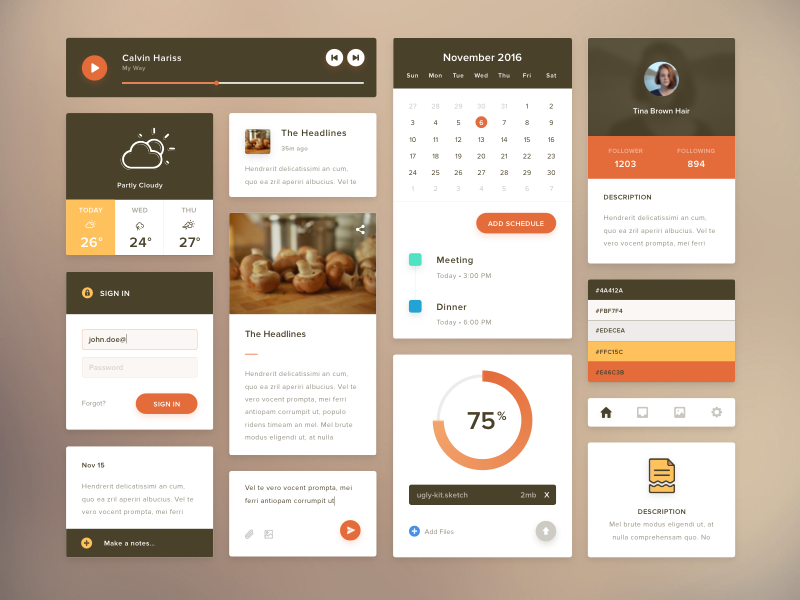 Calvin Hariss
My Way
Partly Cloudy
TODAY WED THU
26° 24° 27°
SIGN IN
john.doe@
Password
Forgot? SIGN IN
Nov 15
Hendrerit delicatissimi an cum,
quo ea zril aperiri albucius. Vel te
vero vocent prompta, mei ferri
Make a notes...
The Headlines
35m ago
Hendrerit delicatissimi an cum,
quo ea zril aperiri albucius. Vel te
The Headlines
Hendrerit delicatissimi an cum,
quo ea zril aperiri albucius. Vel te
vero vocent prompta, mei ferri
antiopam corrumpit ut, populo
ridens timeam an mel. Mel brute
modus eligendi ut, at nulla
Vel te vero vocent prompta, mei
ferri antiopam corrumpit ut
November 2016
Sun Mon Tue Wed Thu Fri Sat
27 28 29 30 31 1 2
3 4 5 6 7 8 9
10 11 12 13 14 15 16
17 18 19 20 21 22 23
24 25 26 27 28 29 30
1 2 3 4 5 6 7
ADD SCHEDULE
Meeting
Today • 3:00 PM
Dinner
Today • 6:00 PM
75%
ugly-kit.sketch 2mb X
Add Files
Tina Brown Hair
FOLLOWER FOLLOWING
1203 894
DESCRIPTION
Hendrerit delicatissimi an cum,
quo ea zril aperiri albucius. Vel te
vero vocent prompta, mei ferri
#4A412A
#FBF7F4
#EDECEA
#FFC15C
#E46C3B
DESCRIPTION
Mel brute modus eligendi ut, at
nulla comprehensam quo. No